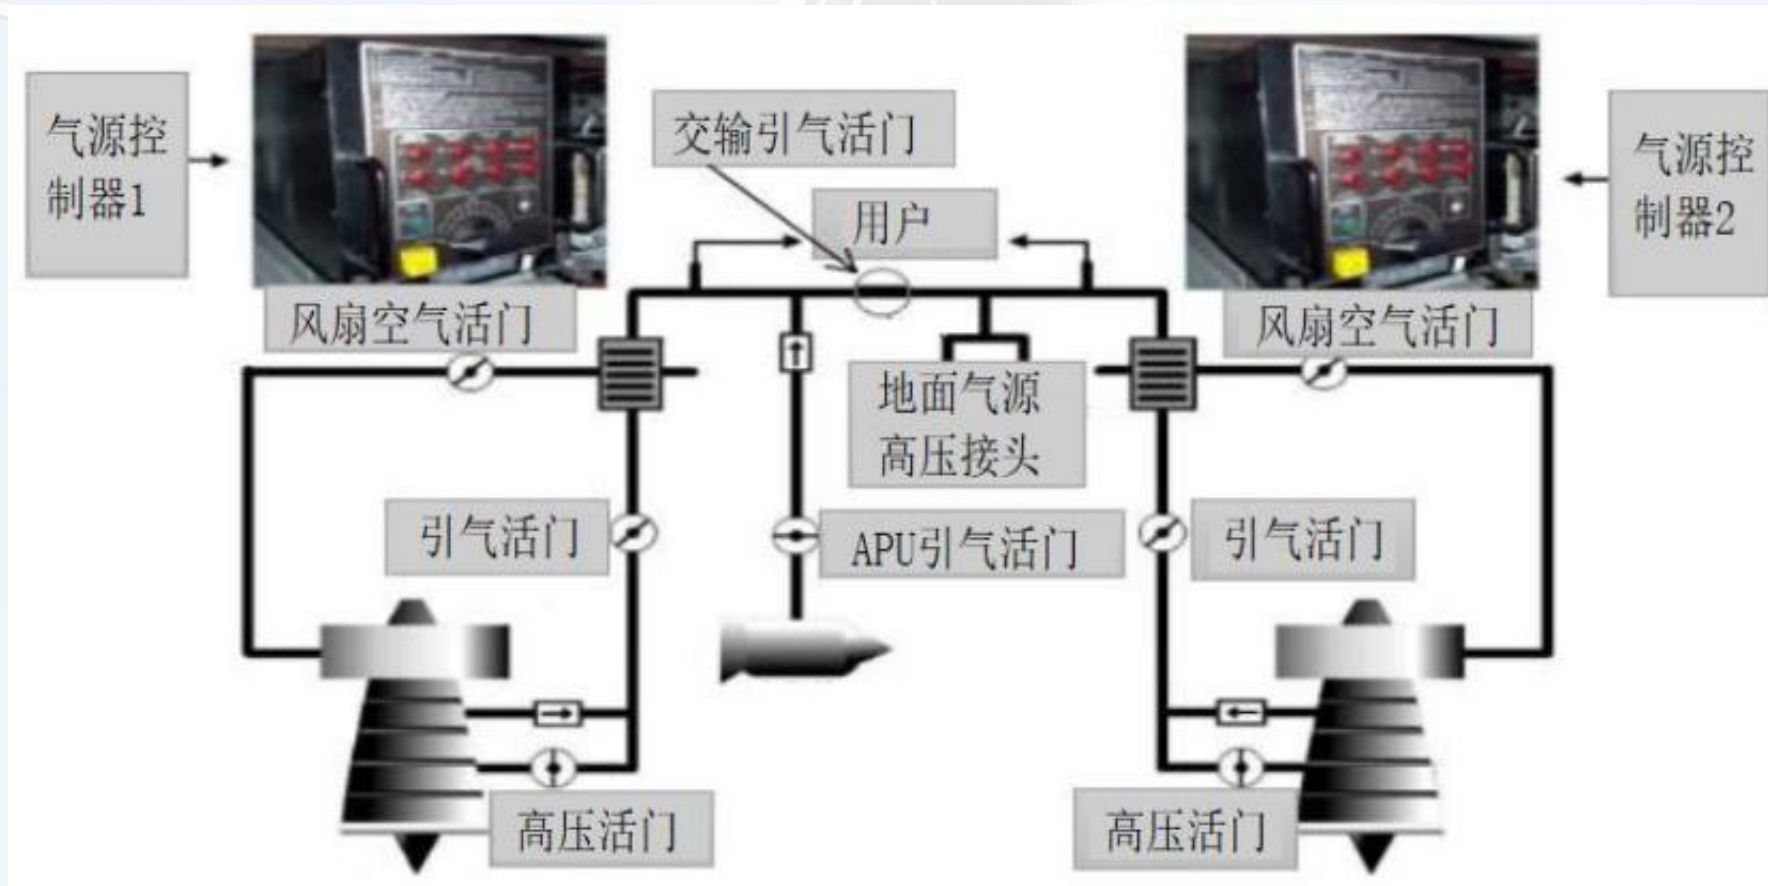 气源控
制器1
交输引气活门
用户
气源控
制器2
风扇空气活门
风扇空气活门
地面气源
高压接头
引气活门
APU引气活门
引气活门
高压活门
高压活门